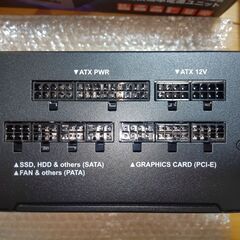 ▼ATX PWR ▼ATX 12V
▲SSD, HDD & others (SATA) ▲GRAPHICS CARD (PCI-E)
▲FAN & others (PATA)